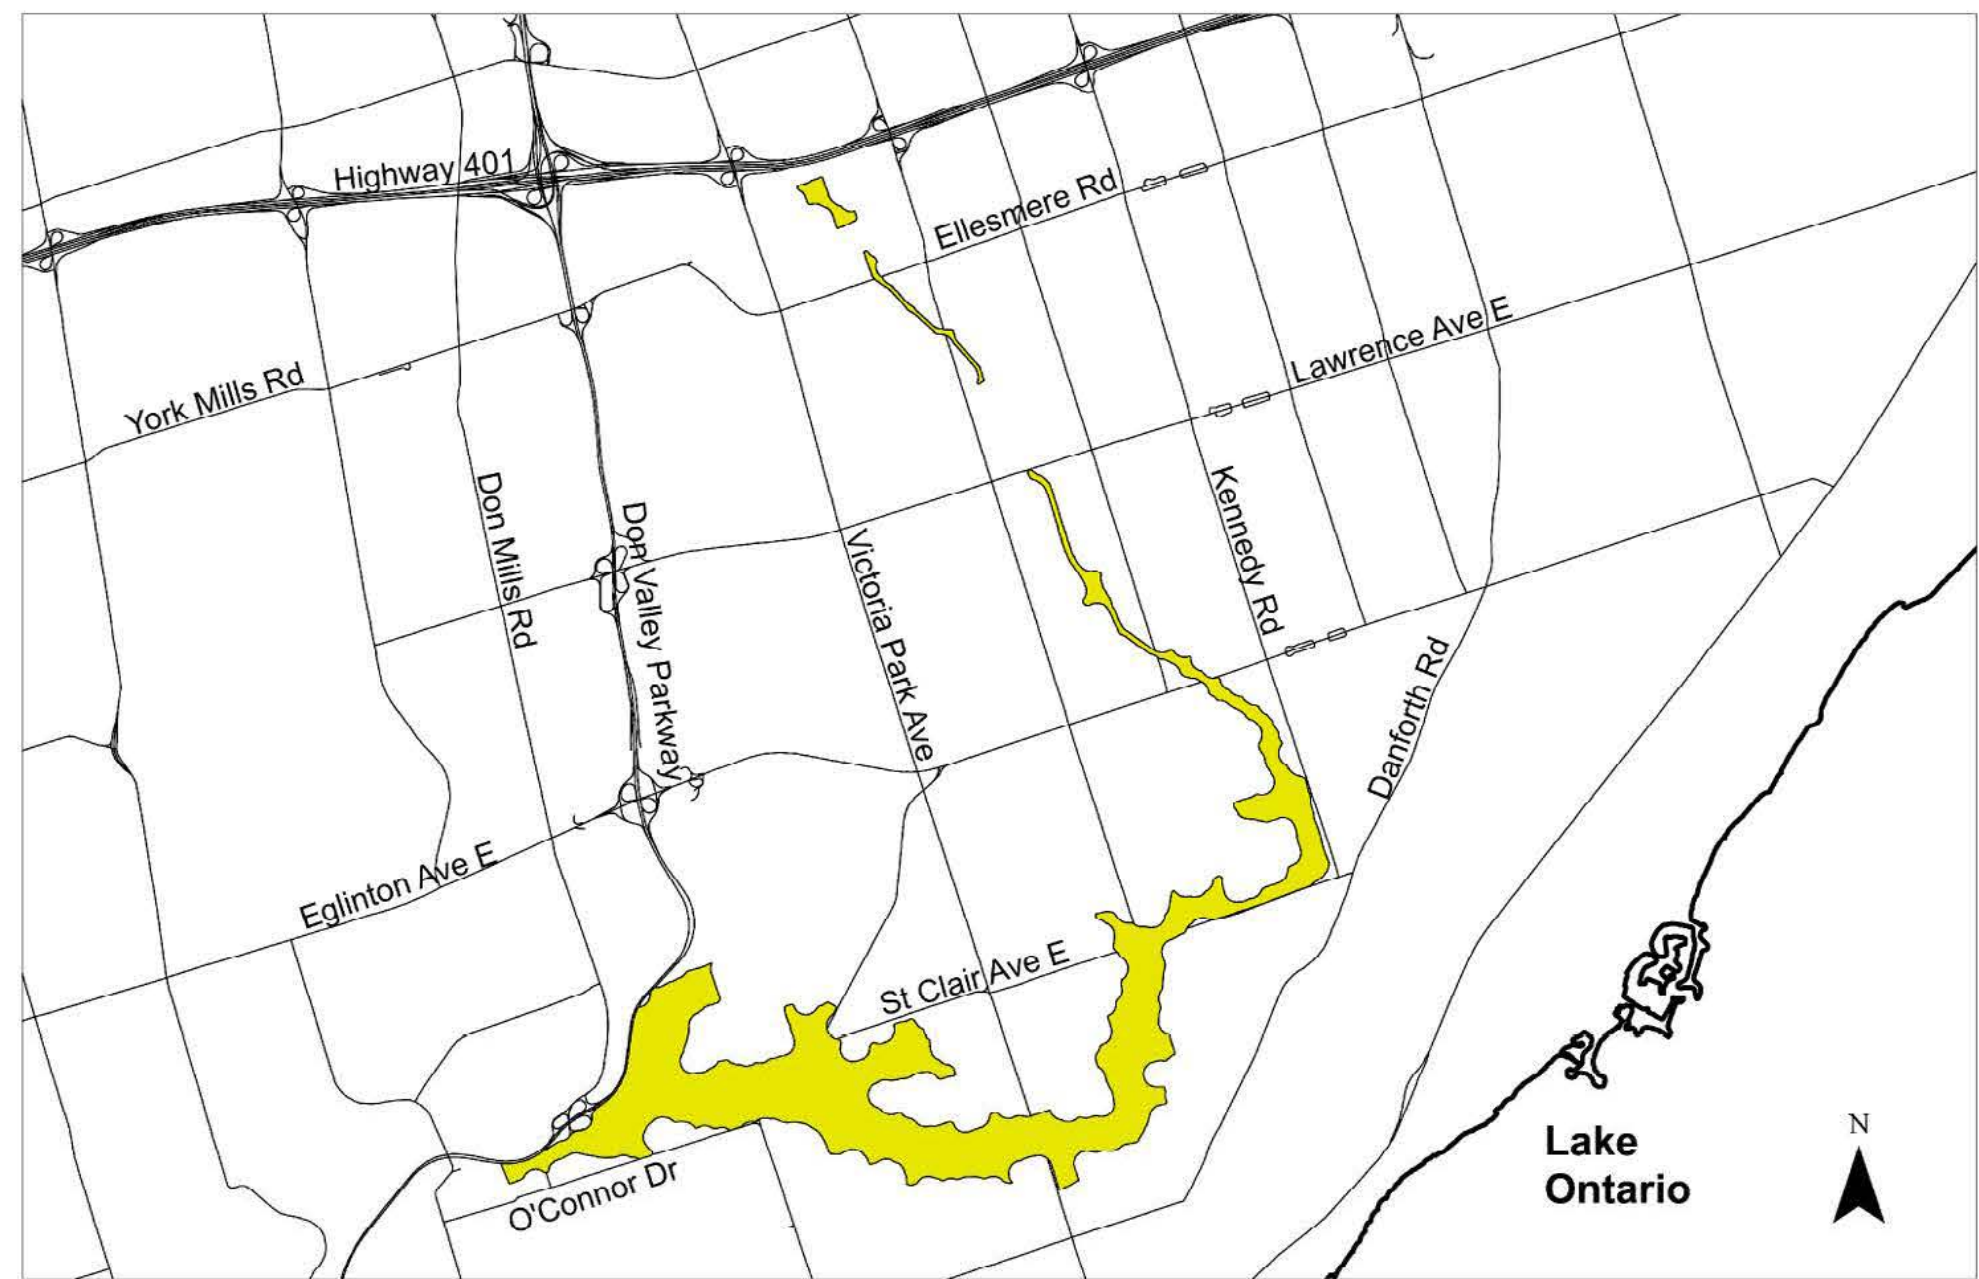 Highway 401
Ellesmere Rd
Lawrence Ave E
York Mills Rd
Don Mills Rd
Don Valley Parkway
Victoria Park Ave
Kennedy Rd
Danforth Rd
Eglinton Ave E
St Clair Ave E
O'Connor Dr
Lake
Ontario
N